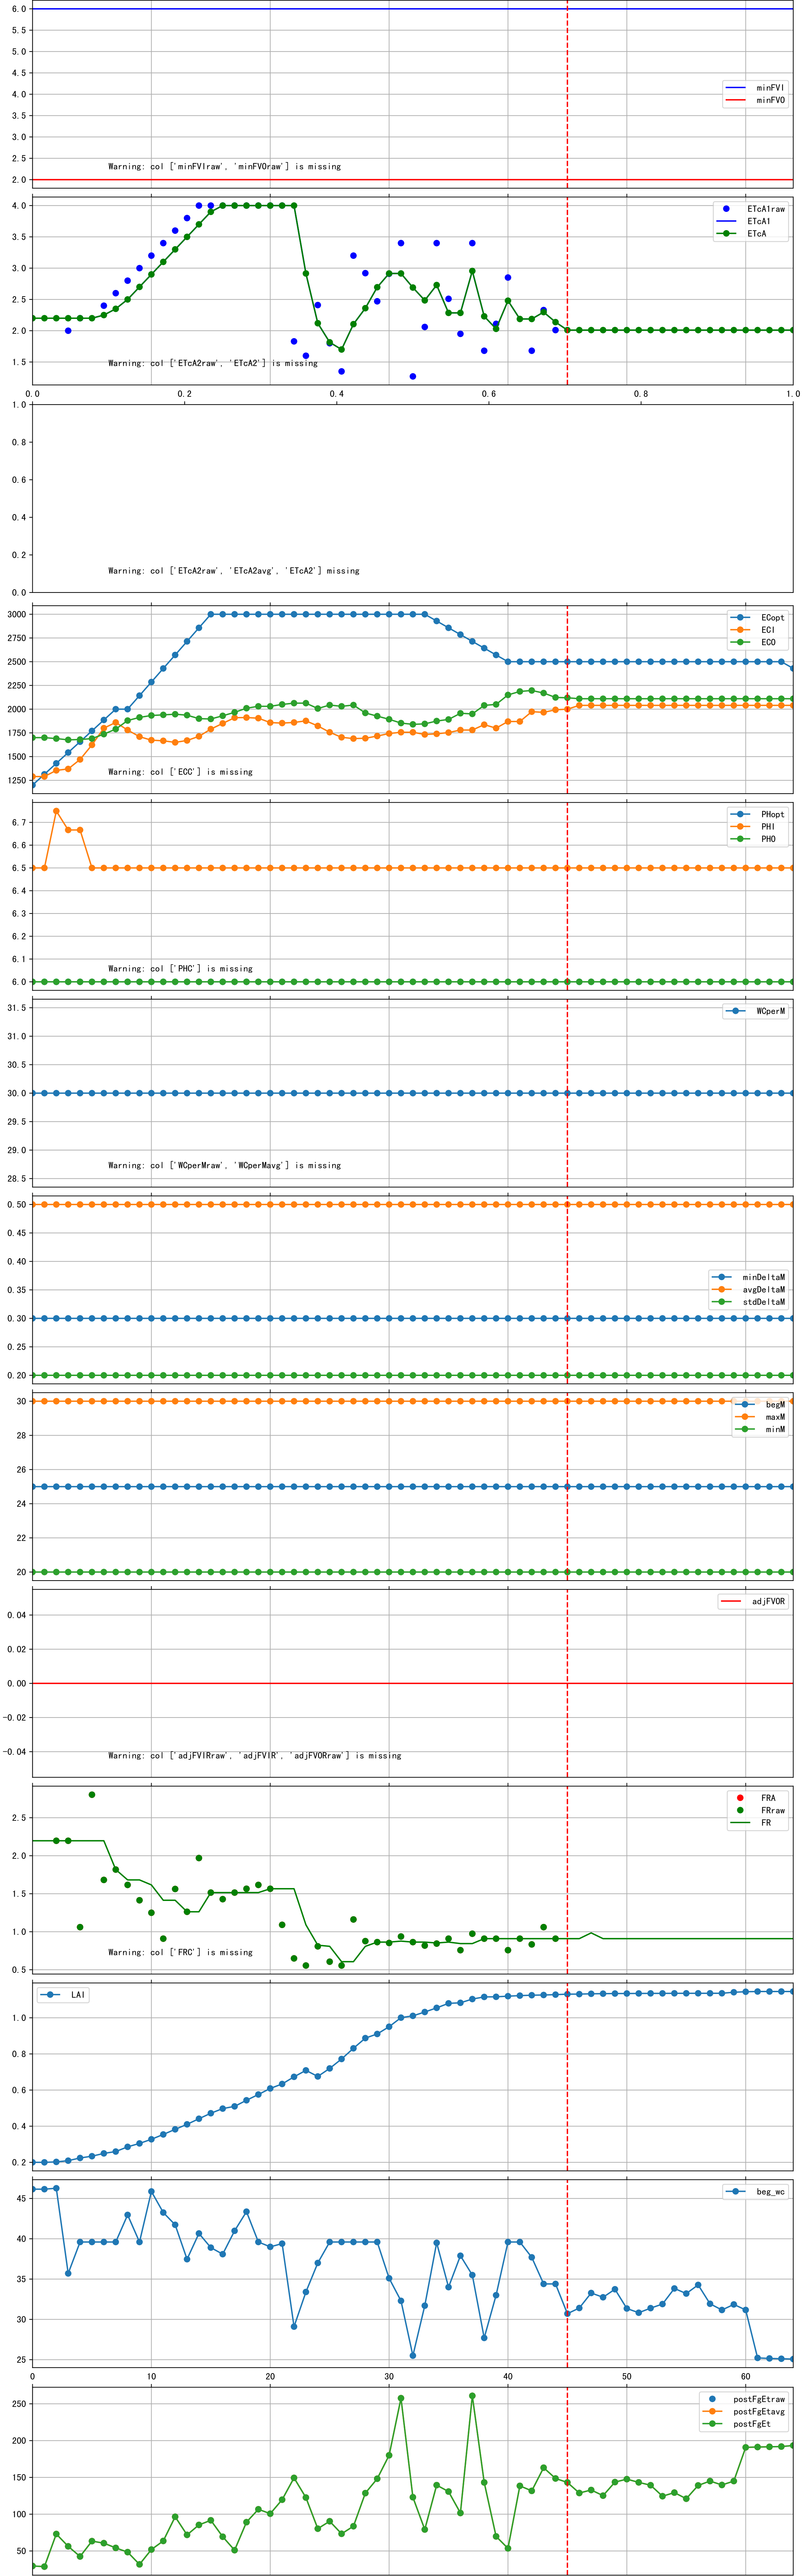 6.0
5.5
5.0
4.5
4.0
3.5
3.0
2.5
2.0
minFVI
minFVO
Warning: col ['minFVIraw', 'minFVOraw'] is missing
4.0
3.5
3.0
2.5
2.0
1.5
ETcA1raw
ETcA1
ETcA
Warning: col ['ETcA2raw', 'ETcA2'] is missing
0.0 0.2 0.4 0.6 0.8 1.0
1.0
0.8
0.6
0.4
0.2
0.0
Warning: col ['ETcA2raw', 'ETcA2avg', 'ETcA2'] missing
3000
2750
2500
2250
2000
1750
1500
1250
ECopt
ECI
ECO
Warning: col ['ECC'] is missing
6.7
6.6
6.5
6.4
6.3
6.2
6.1
6.0
PHopt
PHI
PHO
Warning: col ['PHC'] is missing
31.5
31.0
30.5
30.0
29.5
29.0
28.5
WCperM
Warning: col ['WCperMraw', 'WCperMavg'] is missing
0.50
0.45
0.40
0.35
0.30
0.25
0.20
minDeltaM
avgDeltaM
stdDeltaM
30
28
26
24
22
20
begM
maxM
minM
0.04
0.02
0.00
-0.02
-0.04
adjFVOR
Warning: col ['adjFVIRraw', 'adjFVIR', 'adjFVORraw'] is missing
2.5
2.0
1.5
1.0
0.5
FRA
FRraw
FR
Warning: col ['FRC'] is missing
1.0
0.8
0.6
0.4
0.2
LAI
45
40
35
30
25
beg_wc
0 10 20 30 40 50 60
250
200
150
100
50
postFgEtraw
postFgEtavg
postFgEt